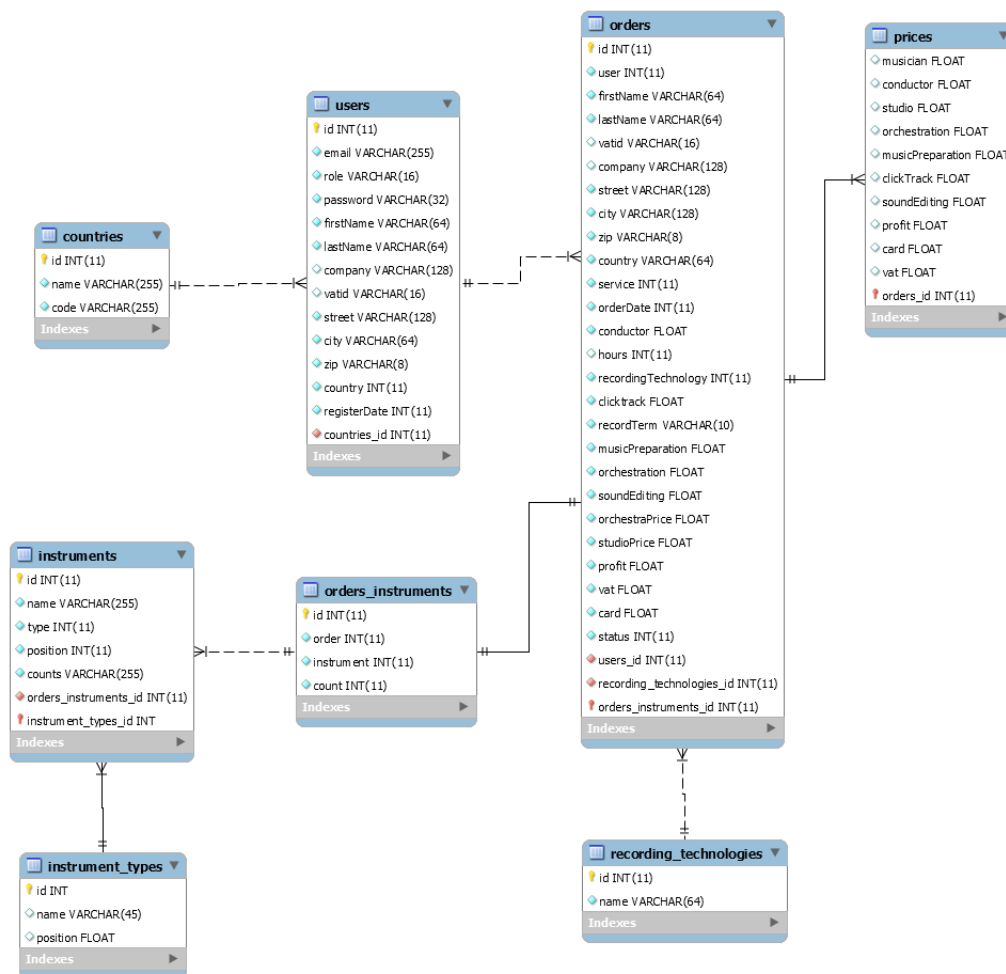 orders
id INT(11)
user INT(11)
firstName VARCHAR(64)
lastName VARCHAR(64)
vatid VARCHAR(16)
company VARCHAR(128)
street VARCHAR(128)
city VARCHAR(128)
zip VARCHAR(8)
country VARCHAR(64)
service INT(11)
orderDate INT(11)
conductor FLOAT
hours INT(11)
recordingTechnology INT(11)
clicktrack FLOAT
recordTerm VARCHAR(10)
musicPreparation FLOAT
orchestration FLOAT
soundEditing FLOAT
orchestraPrice FLOAT
studioPrice FLOAT
profit FLOAT
vat FLOAT
card FLOAT
status INT(11)
users_id INT(11)
recording_technologies_id INT(11)
orders_instruments_id INT(11)
Indexes
prices
musician FLOAT
conductor FLOAT
studio FLOAT
orchestration FLOAT
musicPreparation FLOAT
clickTrack FLOAT
soundEditing FLOAT
profit FLOAT
card FLOAT
vat FLOAT
orders_id INT(11)
Indexes
users
id INT(11)
email VARCHAR(255)
role VARCHAR(16)
password VARCHAR(32)
firstName VARCHAR(64)
lastName VARCHAR(64)
company VARCHAR(128)
vatid VARCHAR(16)
street VARCHAR(128)
city VARCHAR(64)
zip VARCHAR(8)
country INT(11)
registerDate INT(11)
countries_id INT(11)
Indexes
countries
id INT(11)
name VARCHAR(255)
code VARCHAR(255)
Indexes
instruments
id INT(11)
name VARCHAR(255)
type INT(11)
position INT(11)
counts VARCHAR(255)
orders_instruments_id INT(11)
instrument_types_id INT
Indexes
orders_instruments
id INT(11)
order INT(11)
instrument INT(11)
count INT(11)
Indexes
instrument_types
id INT
name VARCHAR(45)
position FLOAT
Indexes
recording_technologies
id INT(11)
name VARCHAR(64)
Indexes